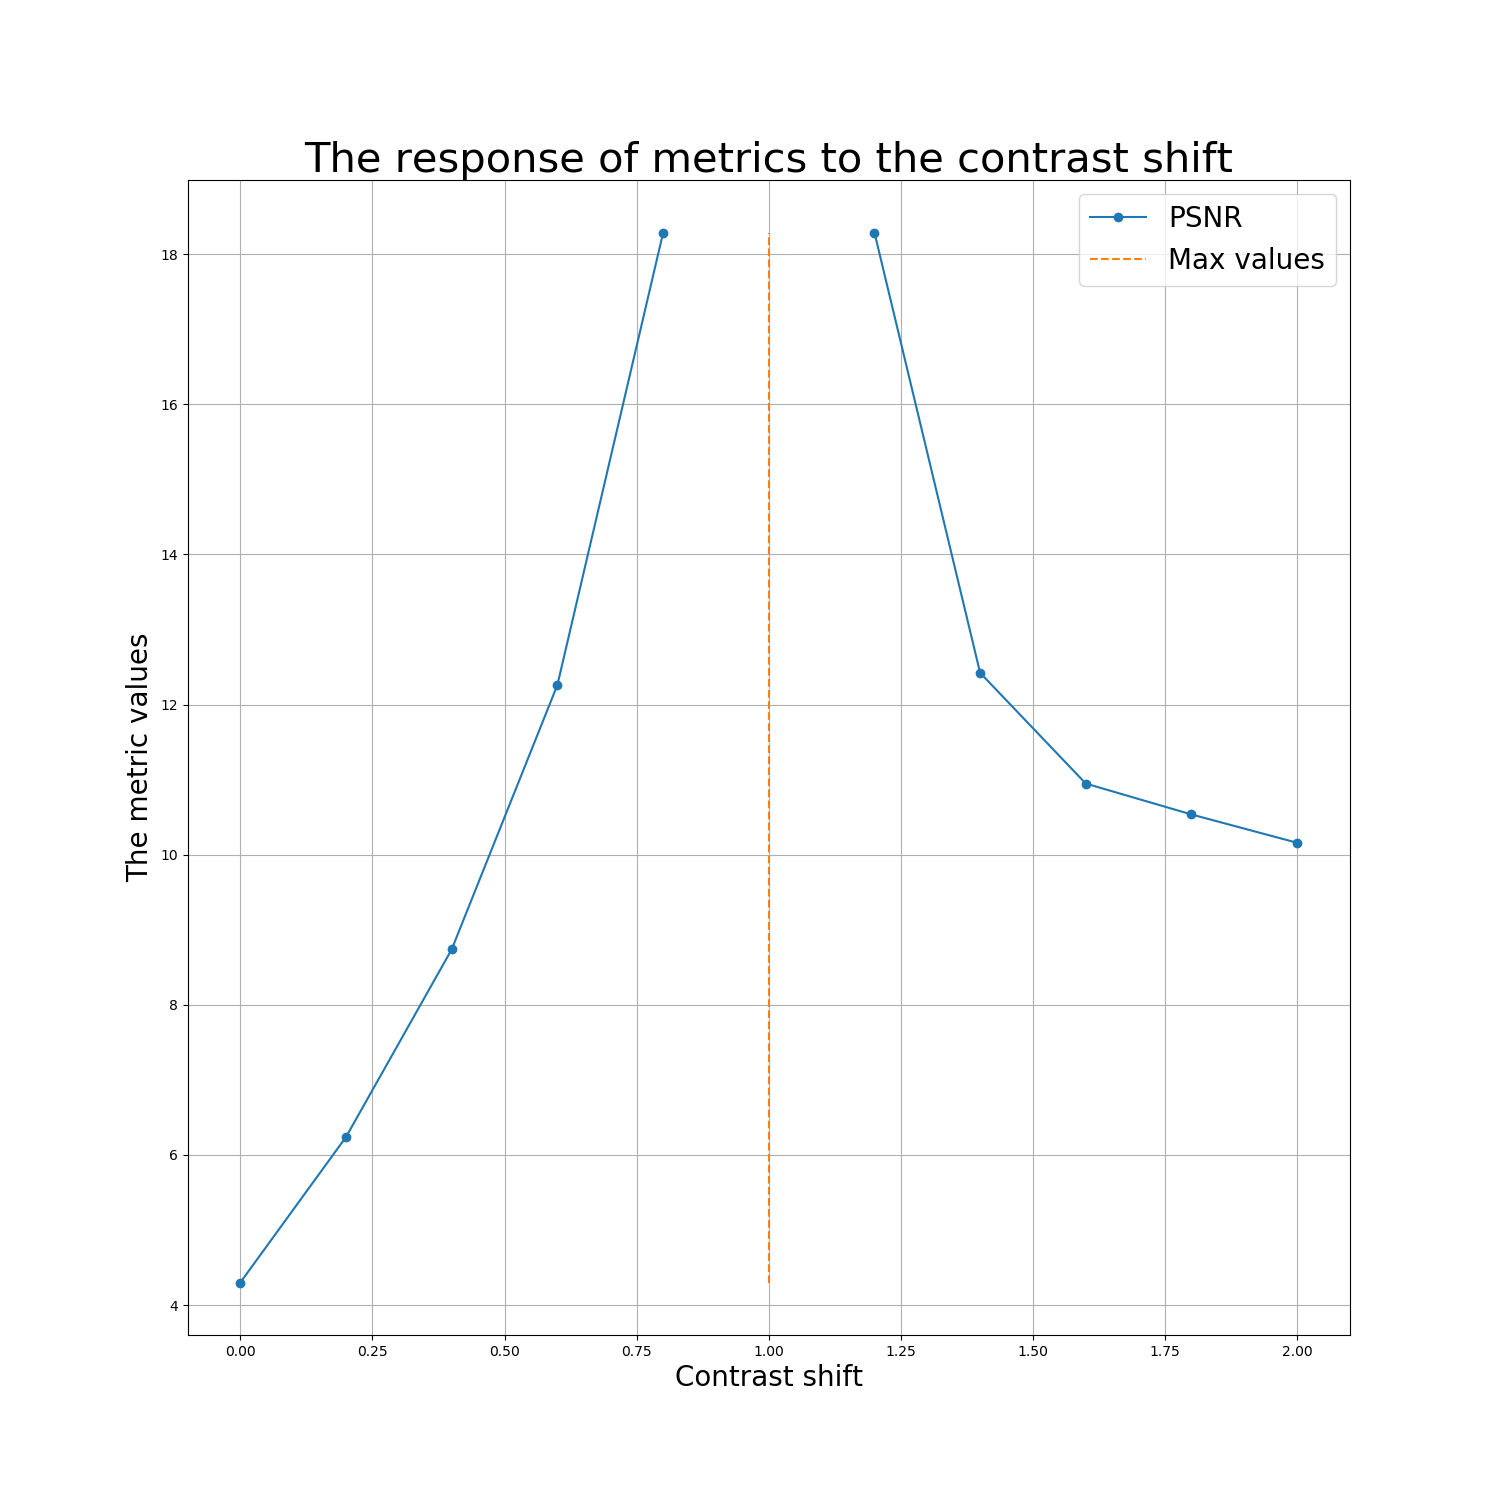 The response of metrics to the contrast shift
PSNR
Max values
18
16
14
12
10
8
6
4
The metric values
0.00 0.25 0.50 0.75 1.00 1.25 1.50 1.75 2.00
Contrast shift